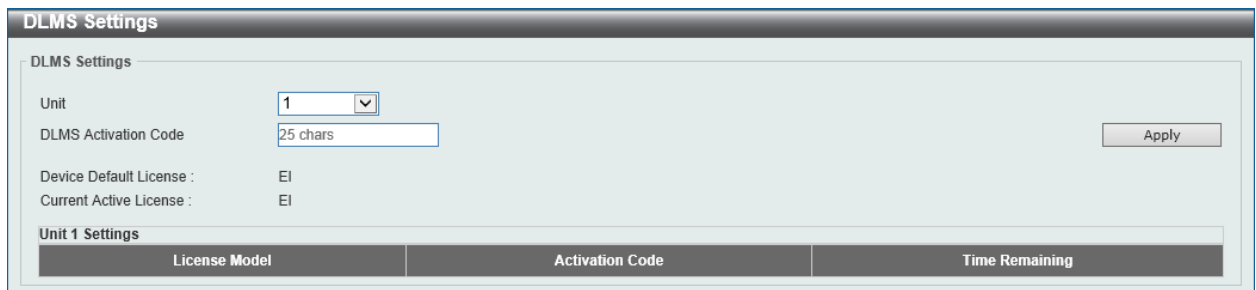 DLMS Settings
DLMS Settings
Unit 1
DLMS Activation Code 25 chars Apply
Device Default License : EI
Current Active License : EI
Unit 1 Settings
License Model Activation Code Time Remaining